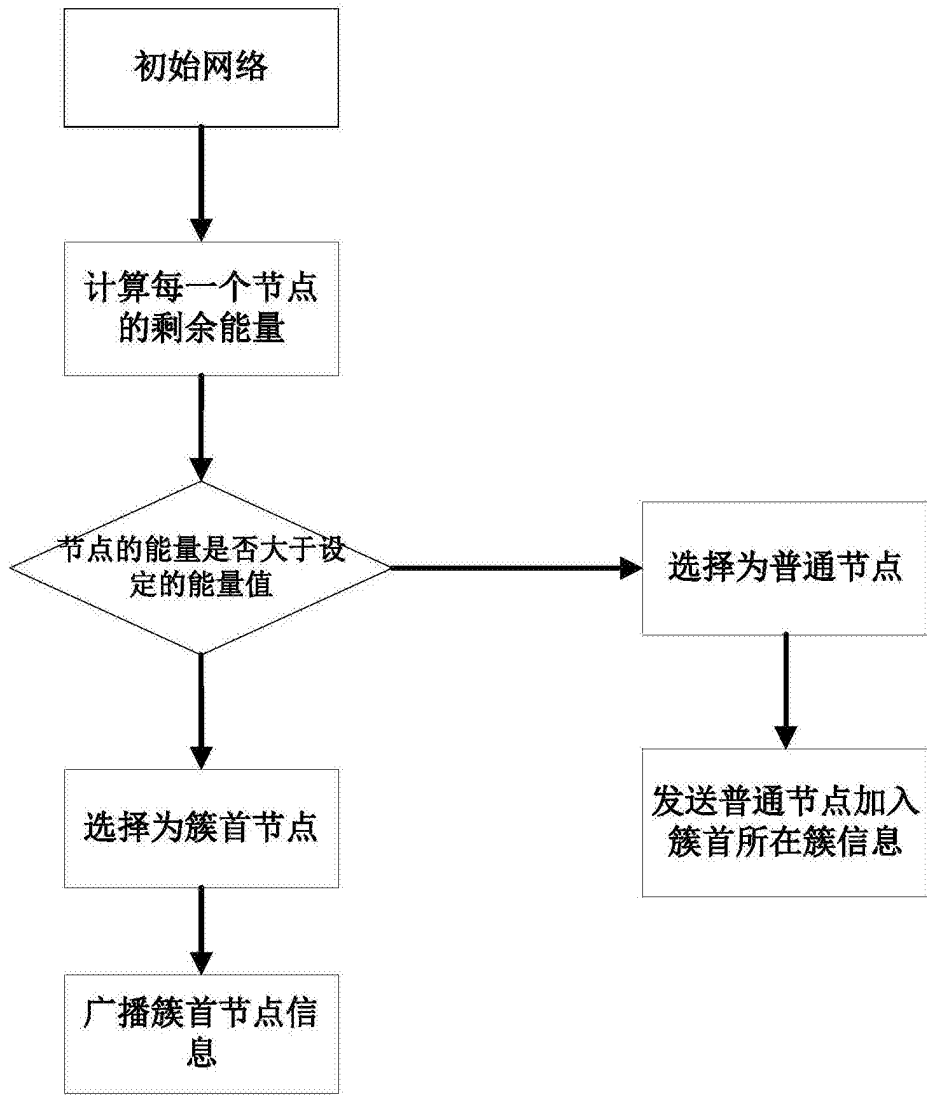 初始网络
计算每一个节点
的剩余能量
节点的能量是否大于设
定的能量值
选择为普通节点
选择为簇首节点
发送普通节点加入
簇首所在簇信息
广播簇首节点信
息